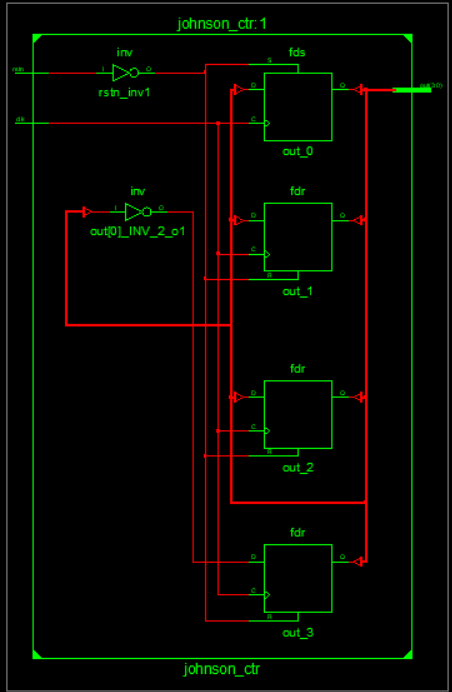 johnson_ctr:1
inv
fds
rstn
I
O
S
rstn_inv1
D
Q
out(3:0)
clk
C
out_0
inv
fdr
I
O
D
Q
out[0]_INV_2_o1
C
R
out_1
fdr
D
Q
C
R
out_2
fdr
D
Q
C
R
out_3
johnson_ctr